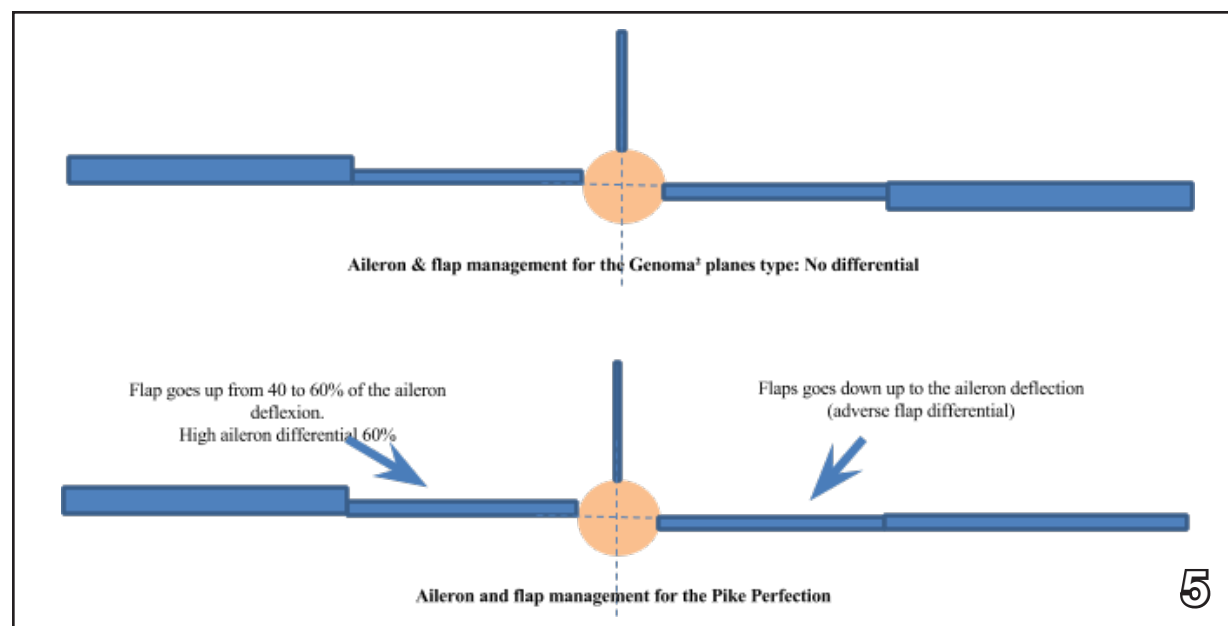 Aileron & flap management for the Genoma² planes type: No differential
Flap goes up from 40 to 60% of the aileron
deflexion.
High aileron differential 60%
Flaps goes down up to the aileron deflection
(adverse flap differential)
Aileron and flap management for the Pike Perfection
5